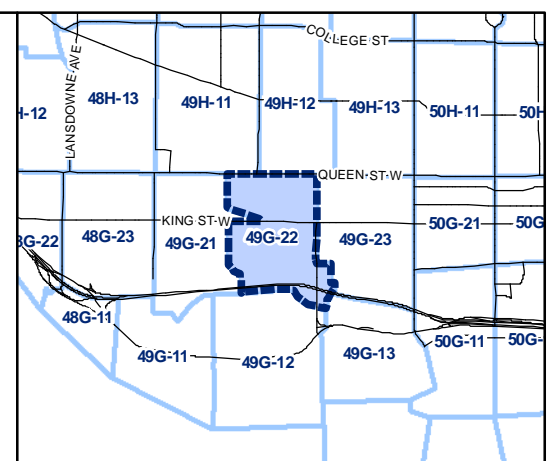 COLLEGE ST
LANSDOWNE AVE
48H-13
49H-11
49H-12
49H-13
50H-11
50H
H-12
QUEEN ST W
KING ST W
8G-22
48G-23
49G-21
49G-22
49G-23
50G-21
50G
48G-11
49G-11
49G-12
49G-13
50G-11
50G-